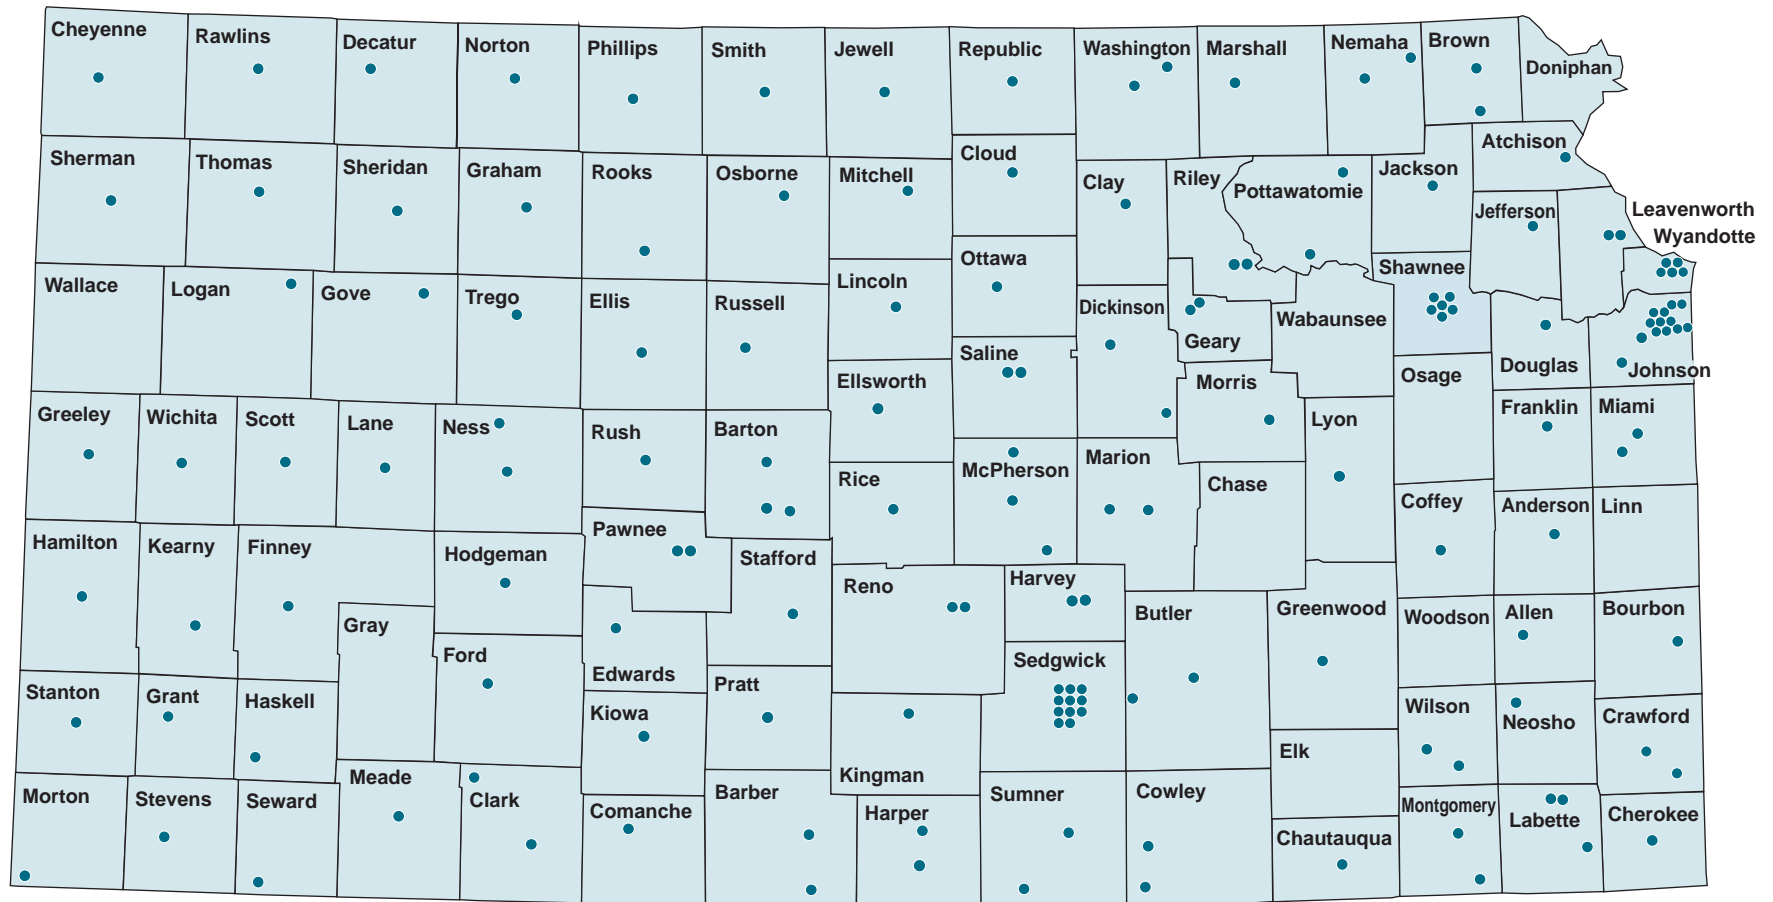 Cheyenne
Rawlins
Decatur
Norton
Phillips
Smith
Jewell
Republic
Washington
Marshall
Nemaha
Brown
Doniphan
Sherman
Thomas
Sheridan
Graham
Rooks
Osborne
Mitchell
Cloud
Clay
Riley
Pottawatomie
Jackson
Atchison
Jefferson
Leavenworth
Wyandotte
Wallace
Logan
Gove
Trego
Ellis
Russell
Lincoln
Ottawa
Dickinson
Geary
Wabaunsee
Shawnee
Douglas
Johnson
Saline
Ellsworth
Morris
Osage
Greeley
Wichita
Scott
Lane
Ness
Rush
Barton
Rice
McPherson
Marion
Chase
Lyon
Franklin
Miami
Coffey
Anderson
Linn
Hamilton
Kearny
Finney
Hodgeman
Pawnee
Stafford
Reno
Harvey
Butler
Greenwood
Woodson
Allen
Bourbon
Gray
Ford
Edwards
Sedgwick
Stanton
Grant
Haskell
Kiowa
Pratt
Kingman
Elk
Wilson
Neosho
Crawford
Morton
Stevens
Seward
Meade
Clark
Comanche
Barber
Harper
Sumner
Cowley
Chautauqua
Montgomery
Labette
Cherokee